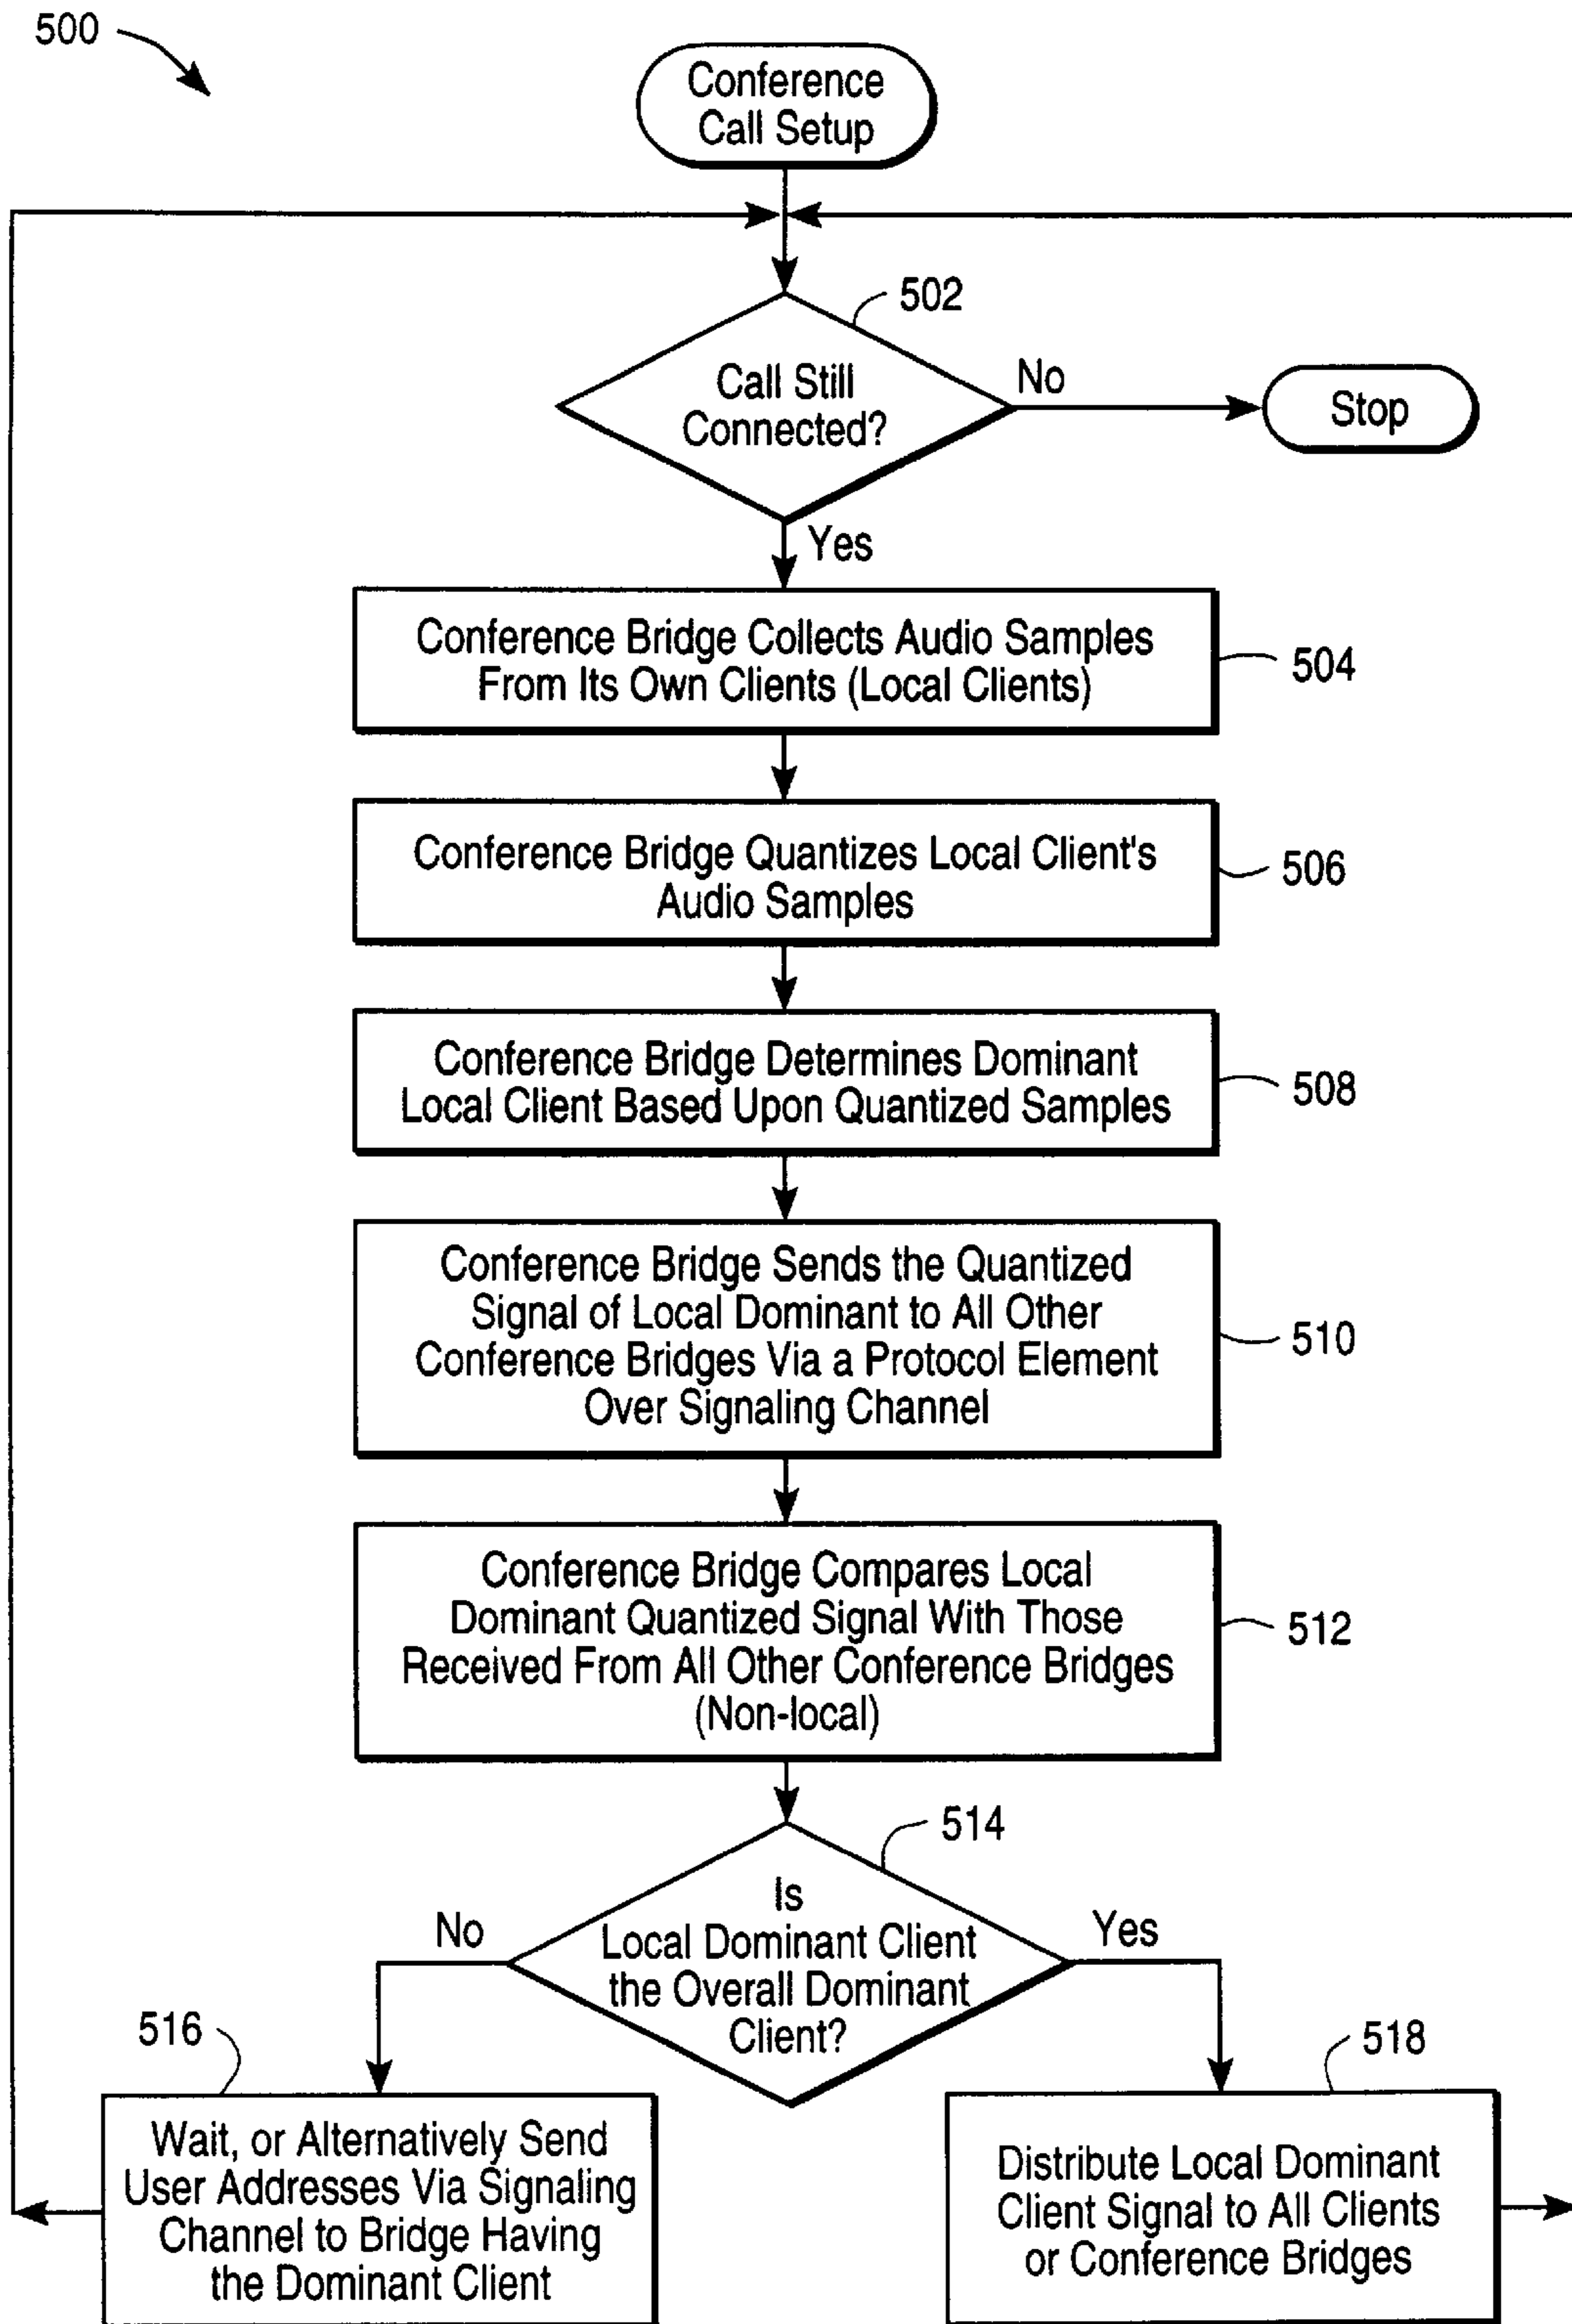 500
Conference
Call Setup
502
Call Still
Connected?
No
Stop
Yes
Conference Bridge Collects Audio Samples
From Its Own Clients (Local Clients)
504
Conference Bridge Quantizes Local Client's
Audio Samples
506
Conference Bridge Determines Dominant
Local Client Based Upon Quantized Samples
508
Conference Bridge Sends the Quantized
Signal of Local Dominant to All Other
Conference Bridges Via a Protocol Element
Over Signaling Channel
510
Conference Bridge Compares Local
Dominant Quantized Signal With Those
Received From All Other Conference Bridges
(Non-local)
512
514
Is
Local Dominant Client
the Overall Dominant
Client?
No
Yes
516
Wait, or Alternatively Send
User Addresses Via Signaling
Channel to Bridge Having
the Dominant Client
518
Distribute Local Dominant
Client Signal to All Clients
or Conference Bridges